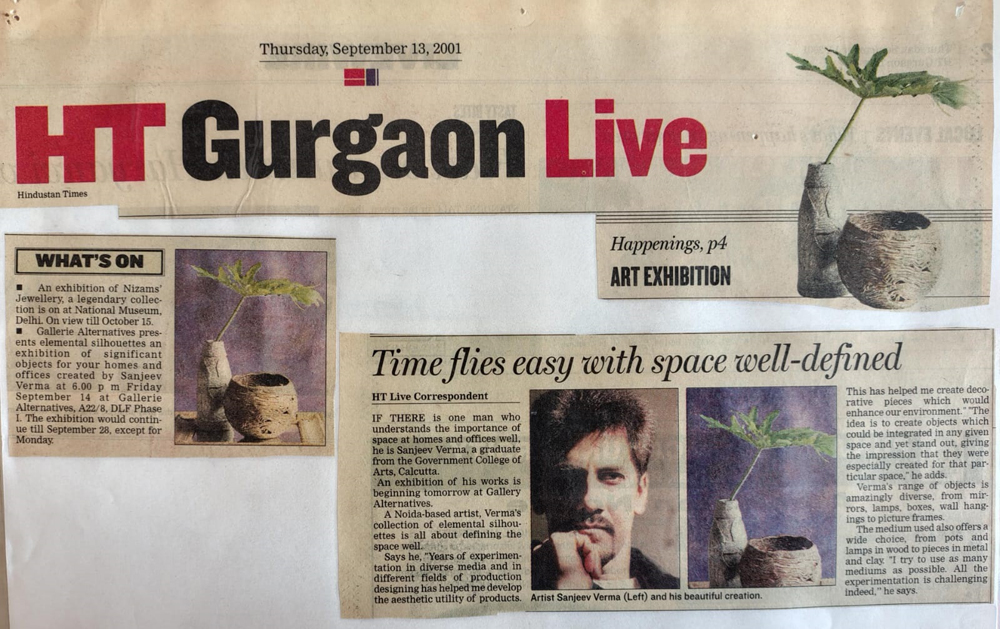 Thursday, September 13, 2001
HT Gurgaon Live
Hindustan Times
Happenings, p4
ART EXHIBITION
WHAT'S ON
■ An exhibition of Nizams'
Jewellery, a legendary collec-
tion is on at National Museum,
Delhi. On view till October 15.
■ Gallerie Alternatives pres-
ents elemental silhouettes an
exhibition of significant
objects for your homes and
offices created by Sanjeev
Verma at 6.00 p m Friday
September 14 at Gallerie
Alternatives, A22/8, DLF Phase
I. The exhibition would contin-
ue till September 28, except for
Monday.
Time flies easy with space well-defined
HT Live Correspondent
IF THERE is one man who
understands the importance of
space at homes and offices well,
he is Sanjeev Verma, a graduate
from the Government College of
Arts, Calcutta.
An exhibition of his works is
beginning tomorrow at Gallery
Alternatives.
A Noida-based artist, Verma's
collection of elemental silhou-
ettes is all about defining the
space well.
Says he, "Years of experimen-
tation in diverse media and in
different fields of production
designing has helped me develop
the aesthetic utility of products.
Artist Sanjeev Verma (Left) and his beautiful creation.
This has helped me create deco-
rative pieces which would
enhance our environment." "The
idea is to create objects which
could be integrated in any given
space and yet stand out, giving
the impression that they were
especially created for that par-
ticular space," he adds.
Verma's range of objects is
amazingly diverse, from mir-
rors, lamps, boxes, wall hang-
ings to picture frames.
The medium used also offers a
wide choice, from pots and
lamps in wood to pieces in metal
and clay. "I try to use as many
mediums as possible. All the
experimentation is challenging
indeed," he says.